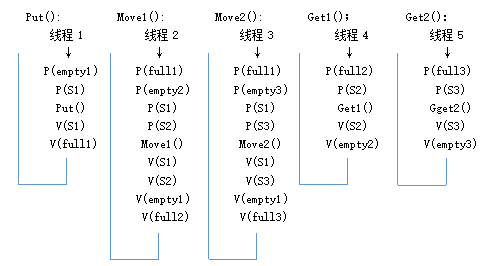 Put():
Move1():
Move2():
Get1();
Get2():
线程1
线程2
线程3
线程4
线程5
P(empty1)
P(S1)
Put()
V(S1)
V(full1)
P(full1)
P(empty2)
P(S1)
P(S2)
Move1()
V(S1)
V(S2)
V(empty1)
V(full2)
P(full1)
P(empty3)
P(S1)
P(S3)
Move2()
V(S1)
V(S3)
V(empty1)
V(full3)
P(full2)
P(S2)
Get1()
V(S2)
V(empty2)
P(full3)
P(S3)
Gget2()
V(S3)
V(empty3)